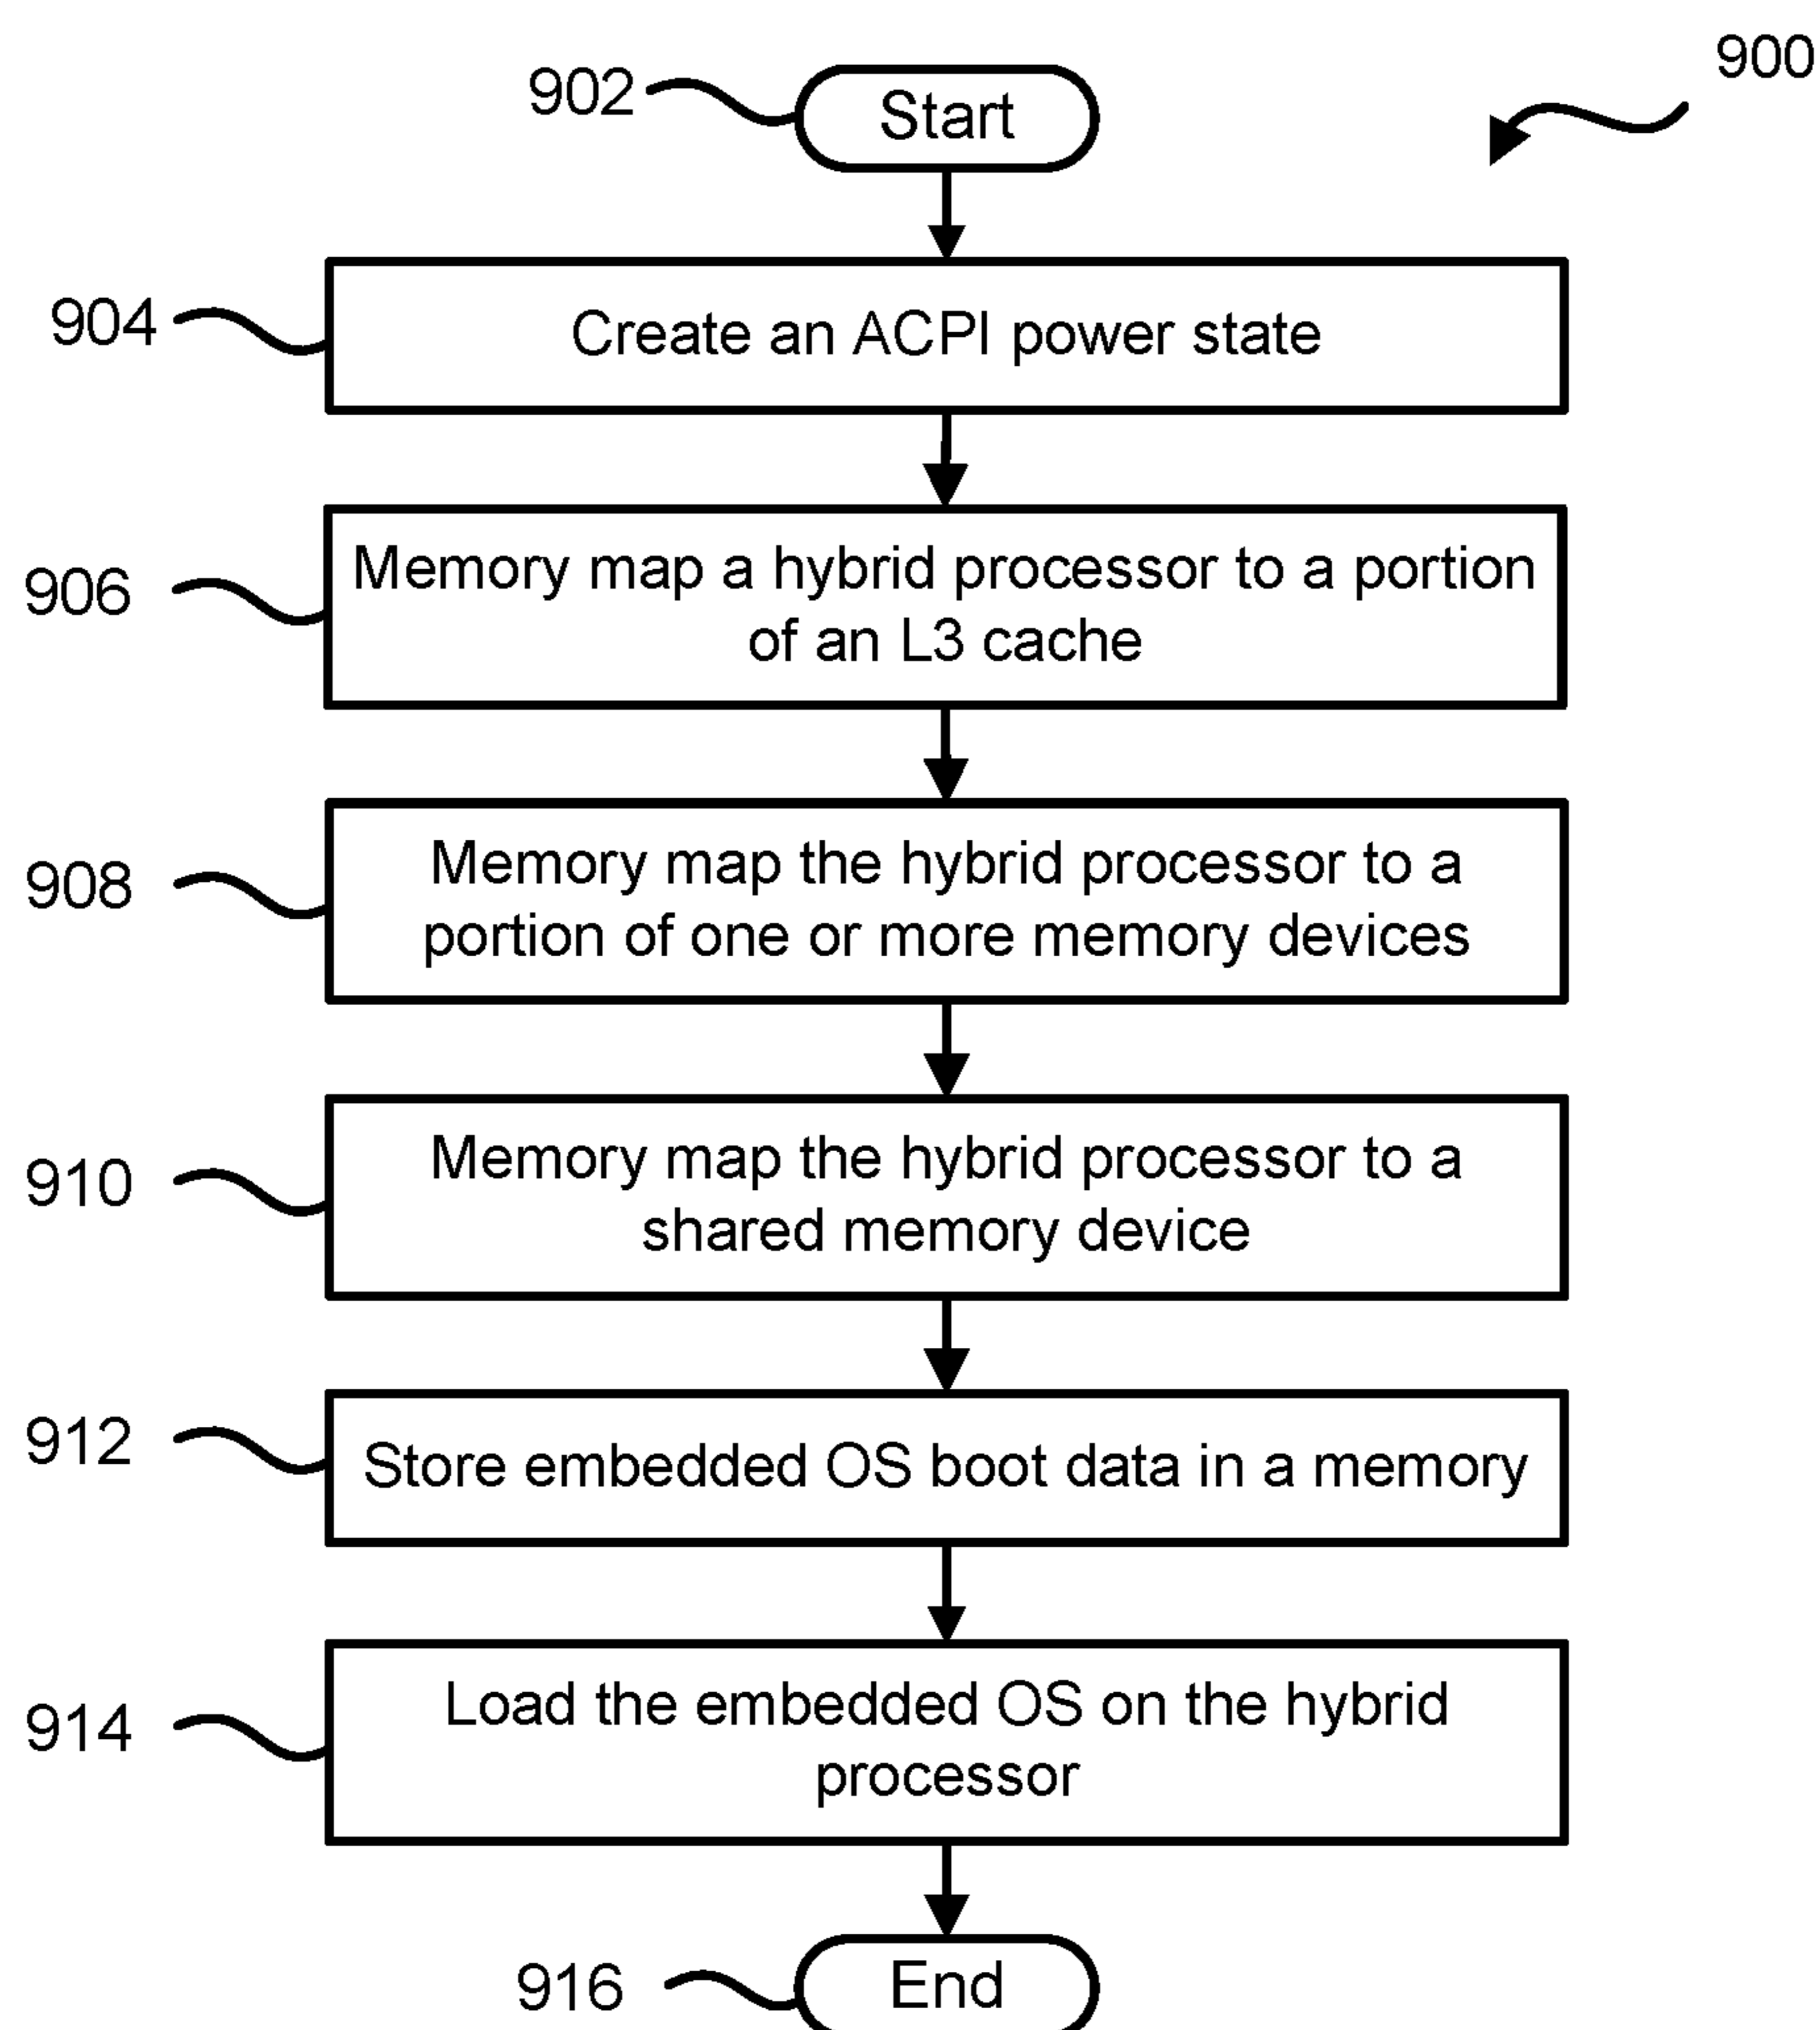 900
902
Start
904
Create an ACPI power state
906
Memory map a hybrid processor to a portion
of an L3 cache
908
Memory map the hybrid processor to a
portion of one or more memory devices
910
Memory map the hybrid processor to a
shared memory device
912
Store embedded OS boot data in a memory
914
Load the embedded OS on the hybrid
processor
916
End